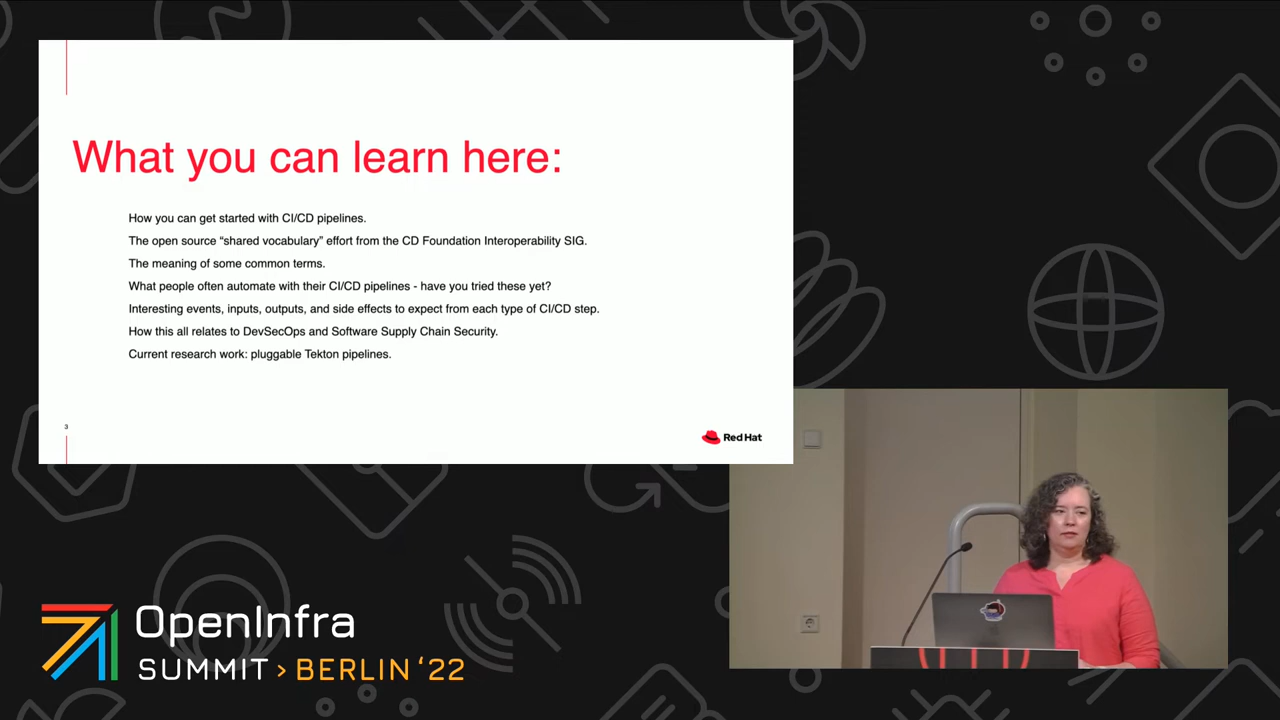 What you can learn here:
How you can get started with CI/CD pipelines.
The open source “shared vocabulary” effort from the CD Foundation Interoperability SIG.
The meaning of some common terms.
What people often automate with their CI/CD pipelines - have you tried these yet?
Interesting events, inputs, outputs, and side effects to expect from each type of CI/CD step.
How this all relates to DevSecOps and Software Supply Chain Security.
Current research work: pluggable Tekton pipelines.
3
Red Hat
OpenInfra
SUMMIT > BERLIN ‘22